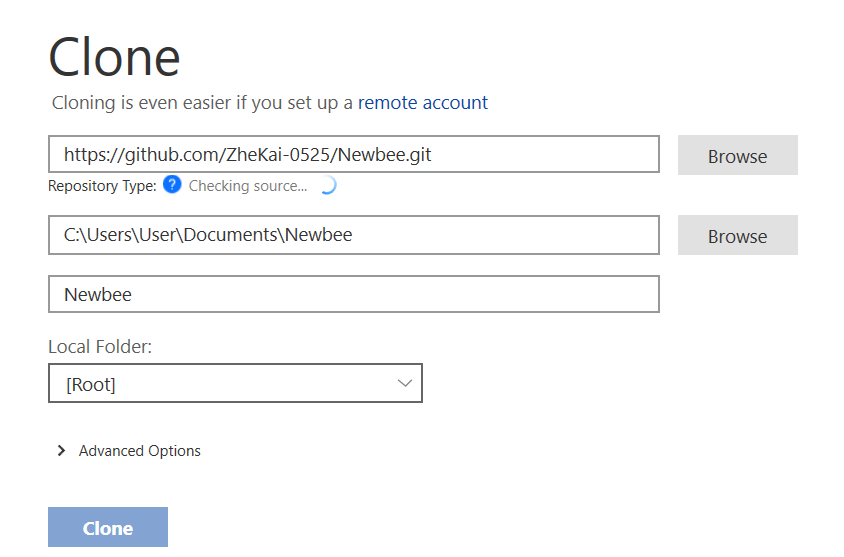 Clone
Cloning is even easier if you set up a remote account
https://github.com/ZheKai-0525/Newbee.git
Browse
Repository Type: ? Checking source...
C:\Users\User\Documents\Newbee
Browse
Newbee
Local Folder:
[Root]
Advanced Options
Clone